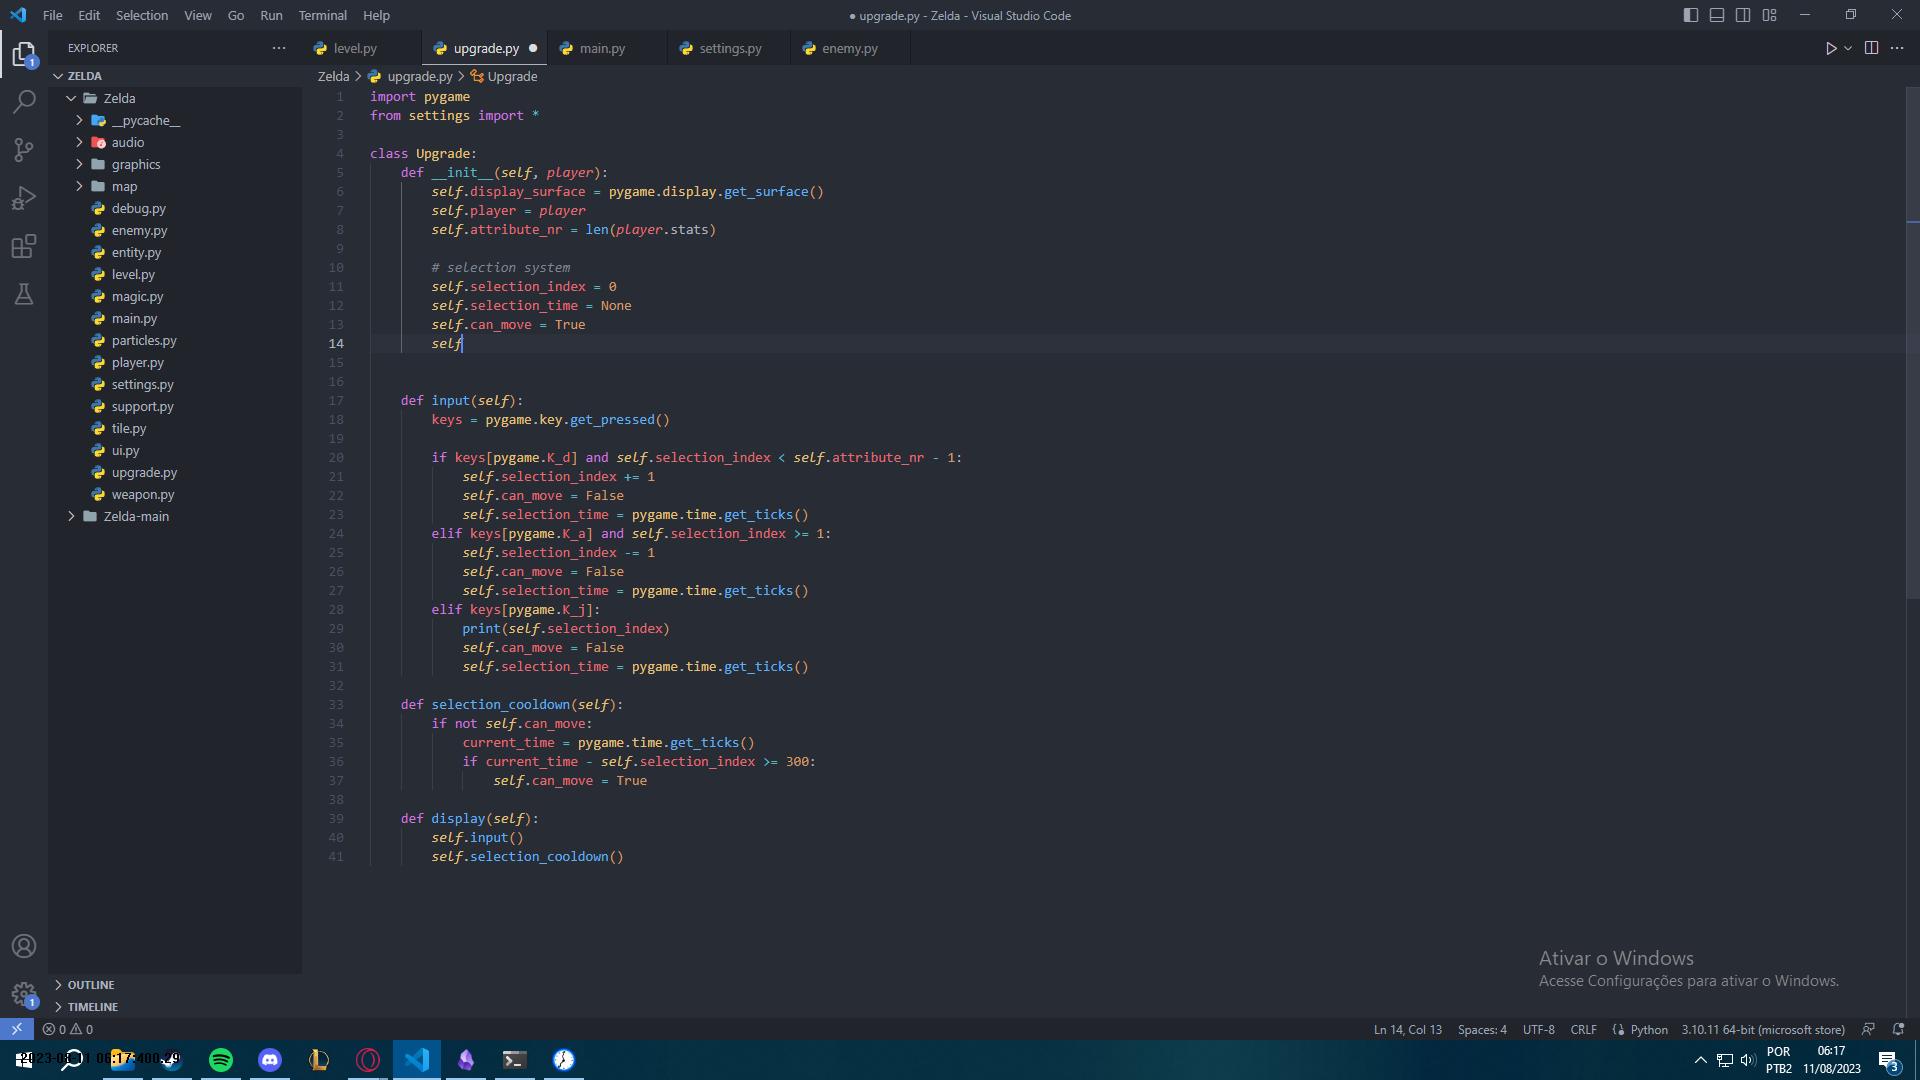 File Edit Selection View Go Run Terminal Help
● upgrade.py - Zelda - Visual Studio Code
EXPLORER
level.py
upgrade.py
main.py
settings.py
enemy.py
ZELDA
Zelda
__pycache__
audio
graphics
map
debug.py
enemy.py
entity.py
level.py
magic.py
main.py
particles.py
player.py
settings.py
support.py
tile.py
ui.py
upgrade.py
weapon.py
Zelda-main
OUTLINE
TIMELINE
Zelda > upgrade.py > Upgrade
1 import pygame
2 from settings import *
3
4 class Upgrade:
5     def __init__(self, player):
6         self.display_surface = pygame.display.get_surface()
7         self.player = player
8         self.attribute_nr = len(player.stats)
9
10         # selection system
11         self.selection_index = 0
12         self.selection_time = None
13         self.can_move = True
14         self
15
16
17     def input(self):
18         keys = pygame.key.get_pressed()
19
20         if keys[pygame.K_d] and self.selection_index < self.attribute_nr - 1:
21             self.selection_index += 1
22             self.can_move = False
23             self.selection_time = pygame.time.get_ticks()
24         elif keys[pygame.K_a] and self.selection_index >= 1:
25             self.selection_index -= 1
26             self.can_move = False
27             self.selection_time = pygame.time.get_ticks()
28         elif keys[pygame.K_j]:
29             print(self.selection_index)
30             self.can_move = False
31             self.selection_time = pygame.time.get_ticks()
32
33     def selection_cooldown(self):
34         if not self.can_move:
35             current_time = pygame.time.get_ticks()
36             if current_time - self.selection_index >= 300:
37                 self.can_move = True
38
39     def display(self):
40         self.input()
41         self.selection_cooldown()
1
1
Ativar o Windows
Acesse Configurações para ativar o Windows.
0 0
Ln 14, Col 13 Spaces: 4 UTF-8 CRLF Python 3.10.11 64-bit (microsoft store)
POR
PTB2
06:17
11/08/2023
3